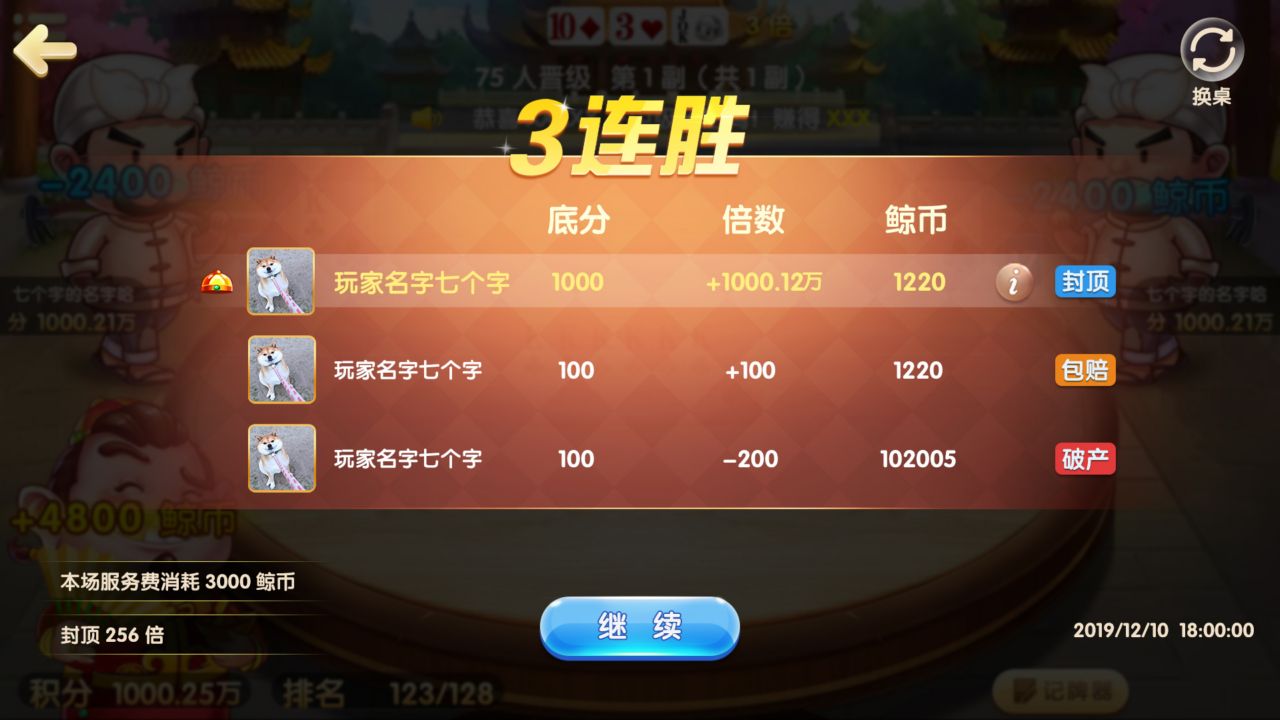 10 3 JOKER 3 倍
75 人晋级 第 1 副（共 1 副）
赚得 XXX
换桌
3连胜
-2400 鲸币
-2400 鲸币
底分 倍数 鲸币
玩家名字七个字 1000 +1000.12万 1220 i 封顶
七个字的名字哈
七个字的名字哈
分 1000.21万
分 1000.21万
玩家名字七个字 100 +100 1220 包赔
玩家名字七个字 100 -200 102005 破产
+4800 鲸币
本场服务费消耗 3000 鲸币
封顶 256 倍
继 续
2019/12/10 18:00:00
积分 1000.25万 排名 123/128
记牌器